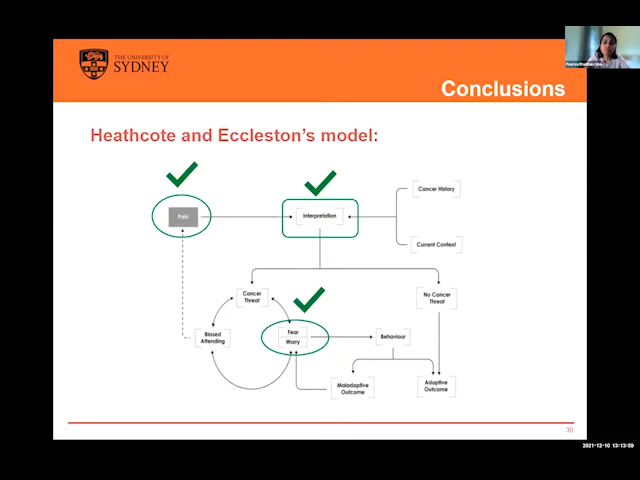 THE UNIVERSITY OF
SYDNEY
Conclusions
Heathcote and Eccleston's model:
Pain
Interpretation
Cancer History
Current Context
Cancer
Threat
No Cancer
Threat
Biased
Attending
Fear
Worry
Behaviour
Maladaptive
Outcome
Adaptive
Outcome
30
2021-12-10 13:13:59